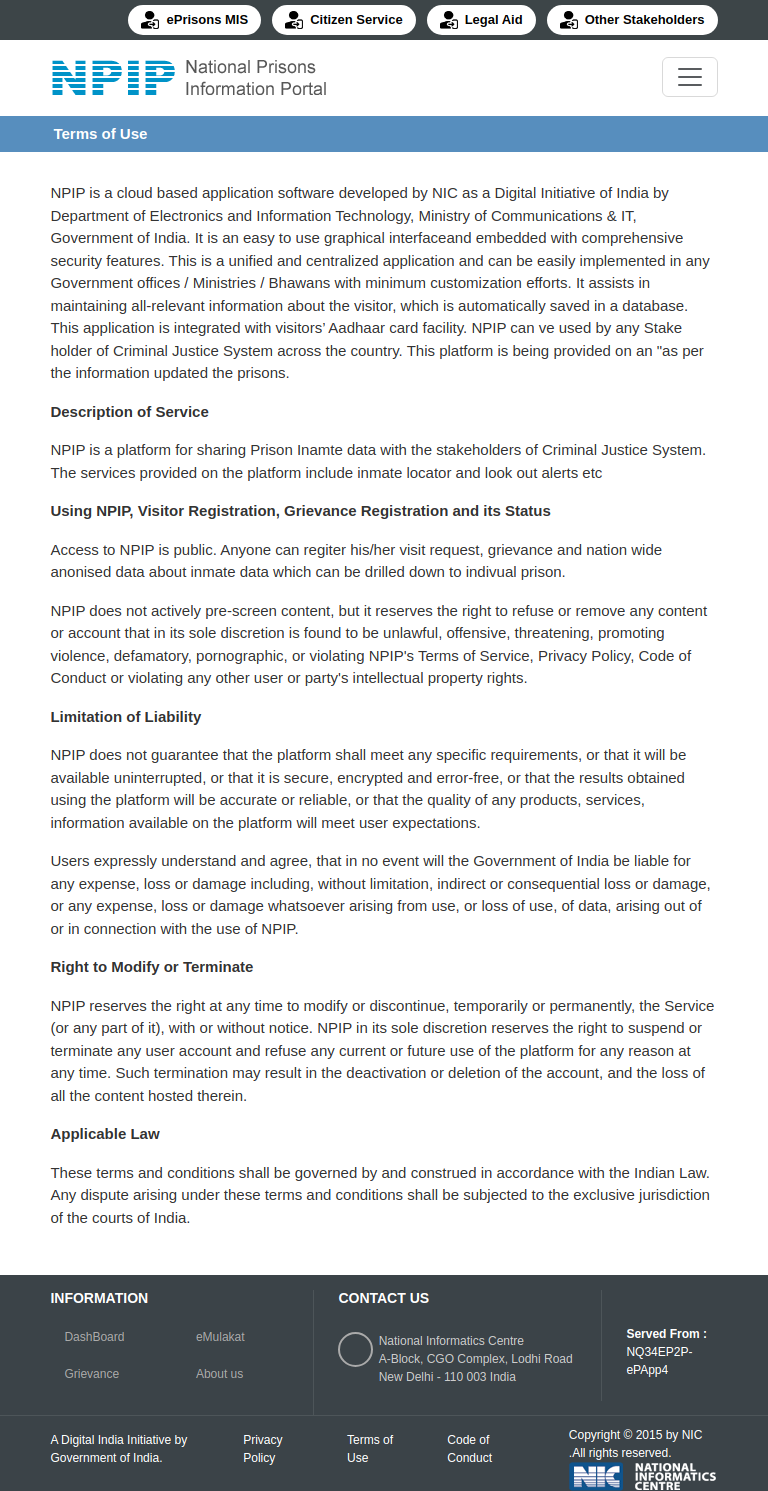 ePrisons MIS Citizen Service Legal Aid Other Stakeholders
NPIP National Prisons
Information Portal
Terms of Use
NPIP is a cloud based application software developed by NIC as a Digital Initiative of India by
Department of Electronics and Information Technology, Ministry of Communications & IT,
Government of India. It is an easy to use graphical interfaceand embedded with comprehensive
security features. This is a unified and centralized application and can be easily implemented in any
Government offices / Ministries / Bhawans with minimum customization efforts. It assists in
maintaining all-relevant information about the visitor, which is automatically saved in a database.
This application is integrated with visitors’ Aadhaar card facility. NPIP can ve used by any Stake
holder of Criminal Justice System across the country. This platform is being provided on an "as per
the information updated the prisons.
Description of Service
NPIP is a platform for sharing Prison Inamte data with the stakeholders of Criminal Justice System.
The services provided on the platform include inmate locator and look out alerts etc
Using NPIP, Visitor Registration, Grievance Registration and its Status
Access to NPIP is public. Anyone can regiter his/her visit request, grievance and nation wide
anonised data about inmate data which can be drilled down to indivual prison.
NPIP does not actively pre-screen content, but it reserves the right to refuse or remove any content
or account that in its sole discretion is found to be unlawful, offensive, threatening, promoting
violence, defamatory, pornographic, or violating NPIP's Terms of Service, Privacy Policy, Code of
Conduct or violating any other user or party's intellectual property rights.
Limitation of Liability
NPIP does not guarantee that the platform shall meet any specific requirements, or that it will be
available uninterrupted, or that it is secure, encrypted and error-free, or that the results obtained
using the platform will be accurate or reliable, or that the quality of any products, services,
information available on the platform will meet user expectations.
Users expressly understand and agree, that in no event will the Government of India be liable for
any expense, loss or damage including, without limitation, indirect or consequential loss or damage,
or any expense, loss or damage whatsoever arising from use, or loss of use, of data, arising out of
or in connection with the use of NPIP.
Right to Modify or Terminate
NPIP reserves the right at any time to modify or discontinue, temporarily or permanently, the Service
(or any part of it), with or without notice. NPIP in its sole discretion reserves the right to suspend or
terminate any user account and refuse any current or future use of the platform for any reason at
any time. Such termination may result in the deactivation or deletion of the account, and the loss of
all the content hosted therein.
Applicable Law
These terms and conditions shall be governed by and construed in accordance with the Indian Law.
Any dispute arising under these terms and conditions shall be subjected to the exclusive jurisdiction
of the courts of India.
INFORMATION
DashBoard eMulakat
Grievance About us
CONTACT US
National Informatics Centre
A-Block, CGO Complex, Lodhi Road
New Delhi - 110 003 India
Served From :
NQ34EP2P-
ePApp4
A Digital India Initiative by
Government of India.
Privacy
Policy
Terms of
Use
Code of
Conduct
Copyright © 2015 by NIC
.All rights reserved.
NIC NATIONAL
INFORMATICS
CENTRE